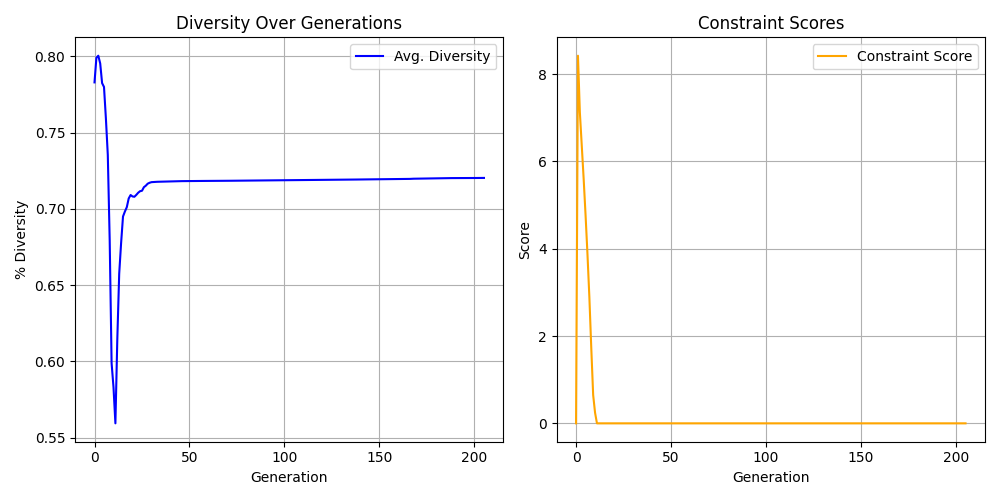 Diversity Over Generations
Avg. Diversity
% Diversity
0.80
0.75
0.70
0.65
0.60
0.55
0 50 100 150 200
Generation
Constraint Scores
Constraint Score
Score
8
6
4
2
0
0 50 100 150 200
Generation